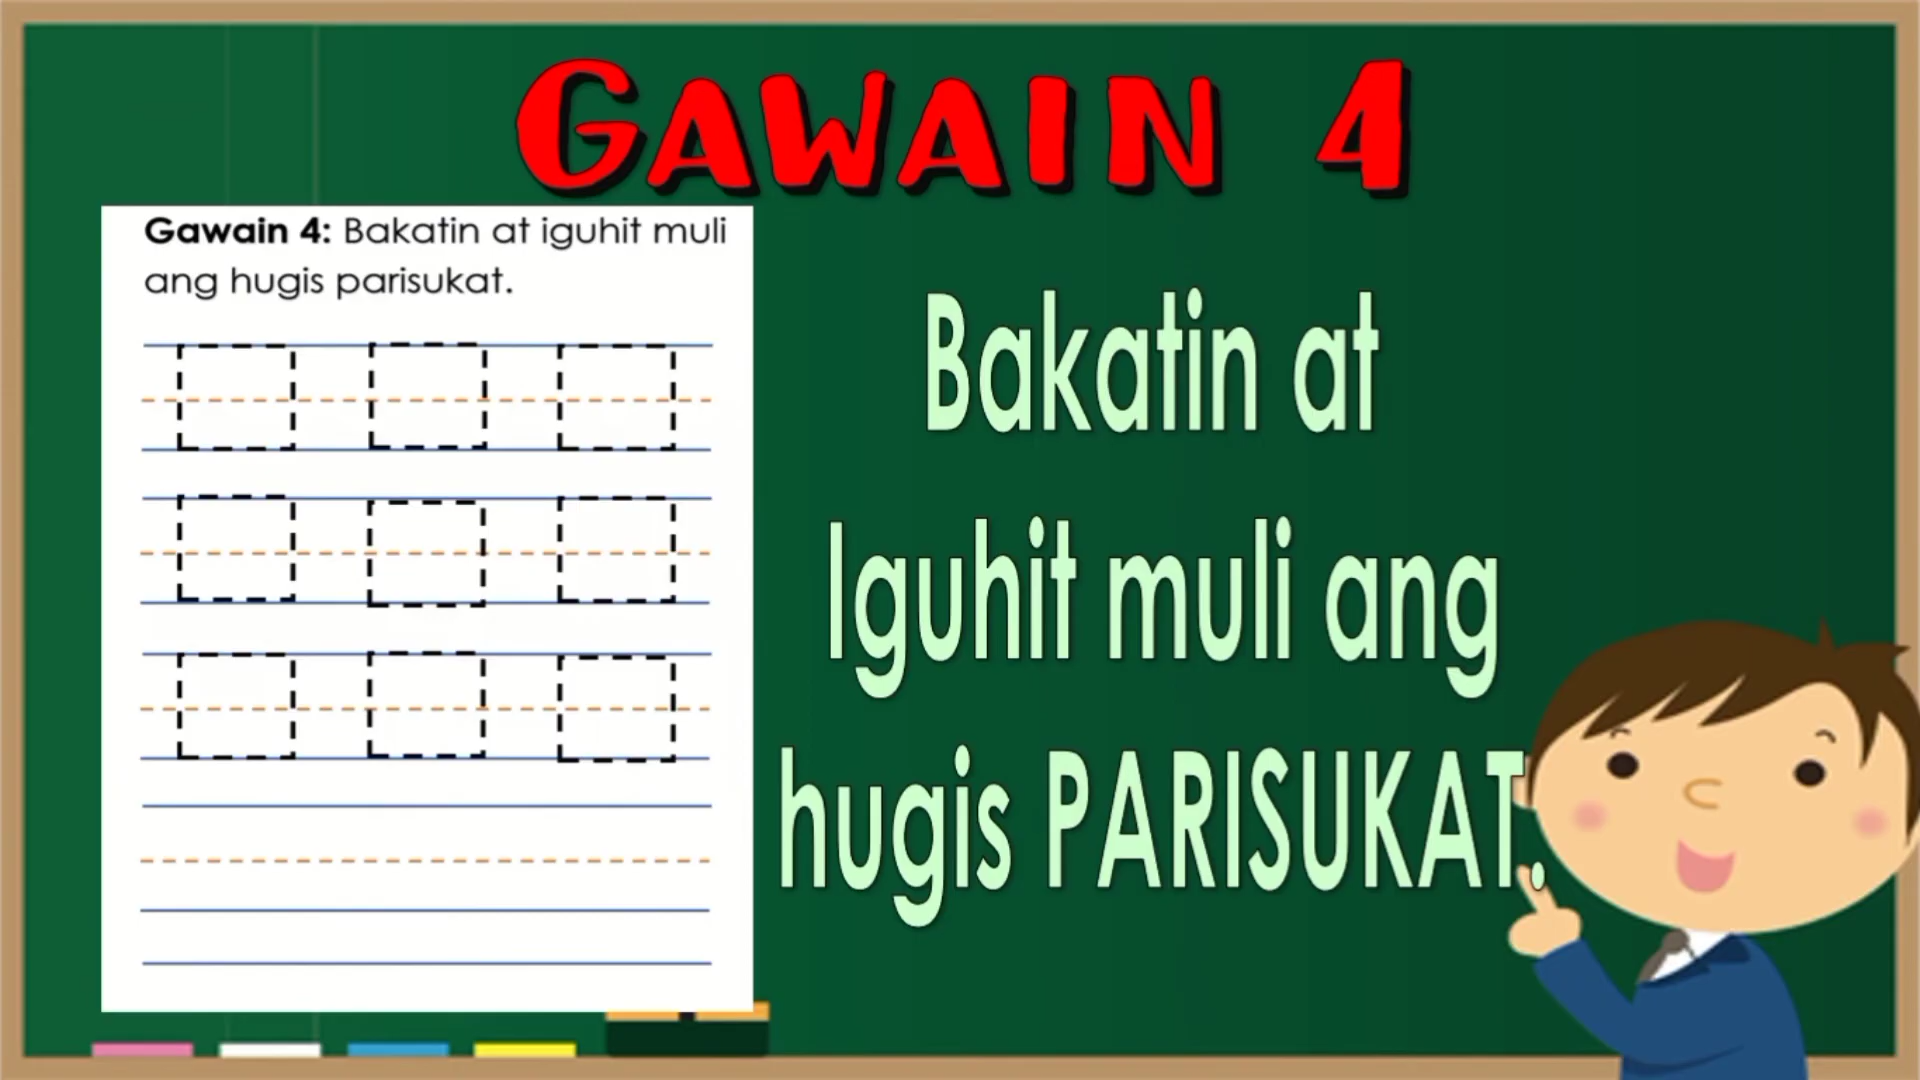 GAWAIN 4
Gawain 4: Bakatin at iguhit muli
ang hugis parisukat.
Bakatin at
Iguhit muli ang
hugis PARISUKAT.